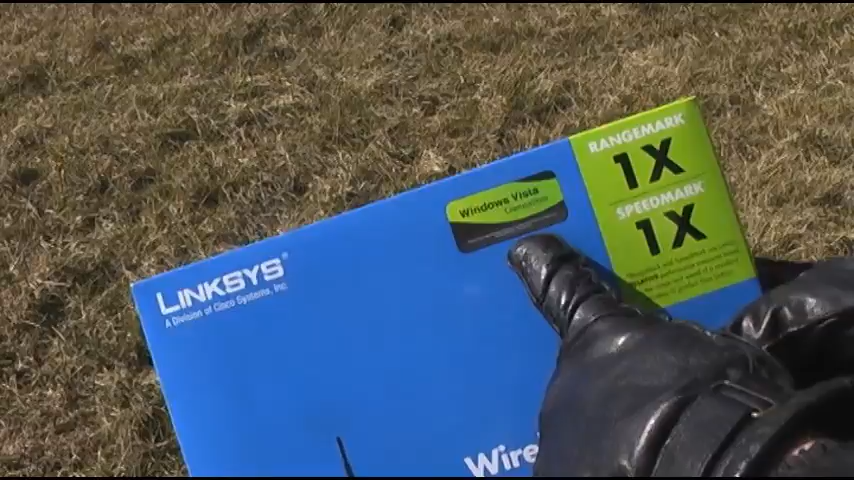 LINKSYS®
A Division of Cisco Systems, Inc.
Windows Vista
RANGEMARK
1X
SPEEDMARK
1X
Wire